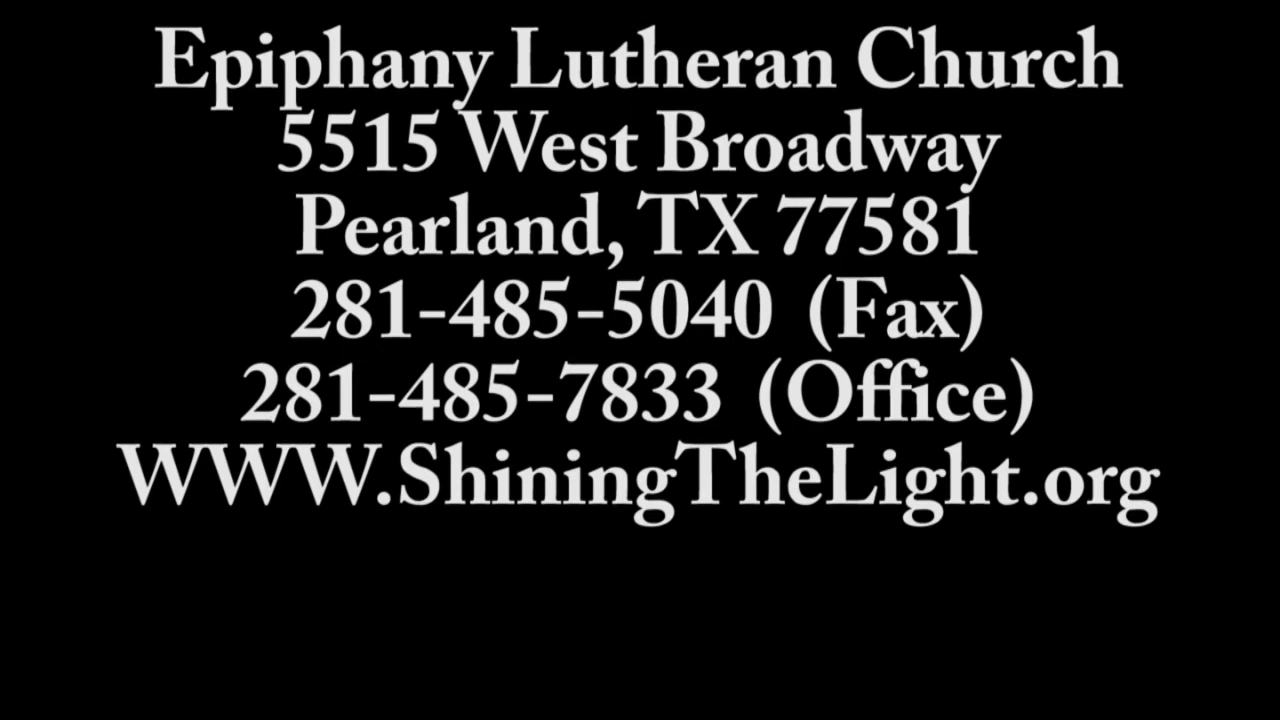 Epiphany Lutheran Church
5515 West Broadway
Pearland, TX 77581
281-485-5040 (Fax)
281-485-7833 (Office)
WWW.ShiningTheLight.org